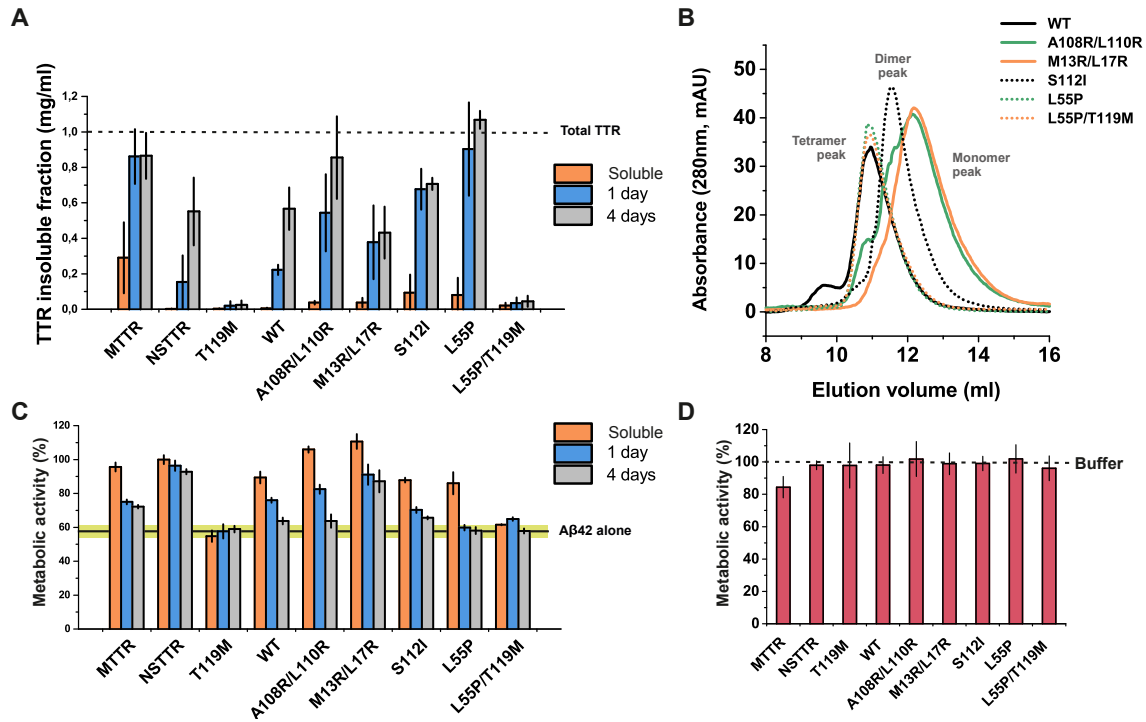 A
TTR insoluble fraction (mg/ml)
1,2
1,0
0,8
0,6
0,4
0,2
0,0
Total TTR
Soluble
1 day
4 days
MTTR
NSTTR
T119M
WT
A108R/L110R
M13R/L17R
S112I
L55P
L55P/T119M
B
Absorbance (280nm, mAU)
50
40
30
20
10
0
8
10
12
14
16
Elution volume (ml)
Tetramer
peak
Dimer
peak
Monomer
peak
WT
A108R/L110R
M13R/L17R
S112I
L55P
L55P/T119M
C
Metabolic activity (%)
120
100
80
60
40
20
0
Soluble
1 day
4 days
Aβ42 alone
MTTR
NSTTR
T119M
WT
A108R/L110R
M13R/L17R
S112I
L55P
L55P/T119M
D
Metabolic activity (%)
120
100
80
60
40
20
0
Buffer
MTTR
NSTTR
T119M
WT
A108R/L110R
M13R/L17R
S112I
L55P
L55P/T119M